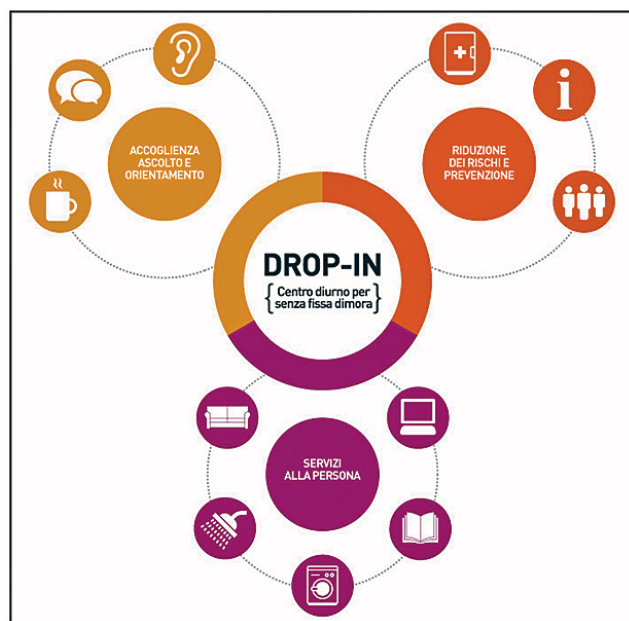 ACCOGLIENZA
ASCOLTO E
ORIENTAMENTO
RIDUZIONE
DEI RISCHI E
PREVENZIONE
i
DROP-IN
{Centro diurno per
senza fissa dimora}
SERVIZI
ALLA PERSONA